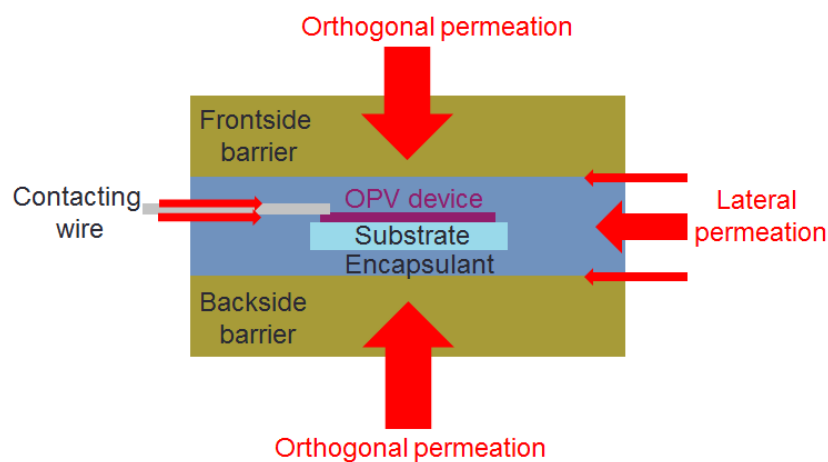 Orthogonal permeation
Frontside
barrier
Contacting
wire
OPV device
Substrate
Encapsulant
Lateral
permeation
Backside
barrier
Orthogonal permeation